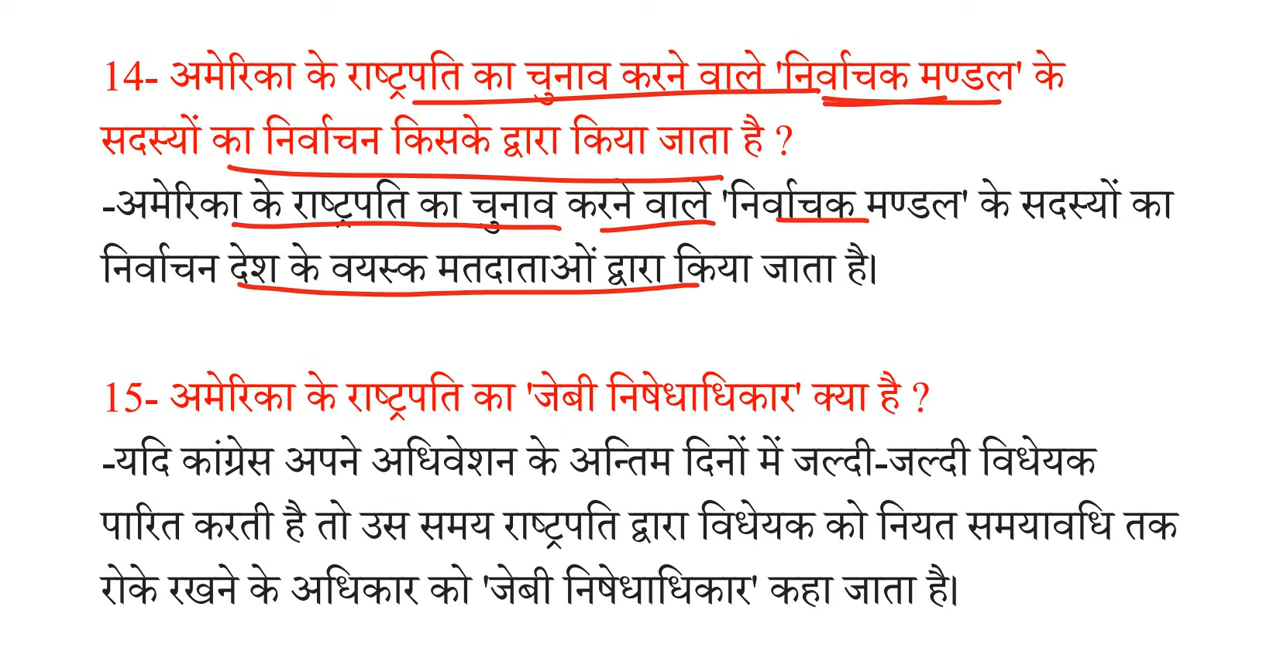 14- अमेरिका के राष्ट्रपति का चुनाव करने वाले 'निर्वाचक मण्डल' के
सदस्यों का निर्वाचन किसके द्वारा किया जाता है ?
-अमेरिका के राष्ट्रपति का चुनाव करने वाले 'निर्वाचक मण्डल' के सदस्यों का
निर्वाचन देश के वयस्क मतदाताओं द्वारा किया जाता है।
15- अमेरिका के राष्ट्रपति का 'जेबी निषेधाधिकार' क्या है ?
-यदि कांग्रेस अपने अधिवेशन के अन्तिम दिनों में जल्दी-जल्दी विधेयक
पारित करती है तो उस समय राष्ट्रपति द्वारा विधेयक को नियत समयावधि तक
रोके रखने के अधिकार को 'जेबी निषेधाधिकार' कहा जाता है।